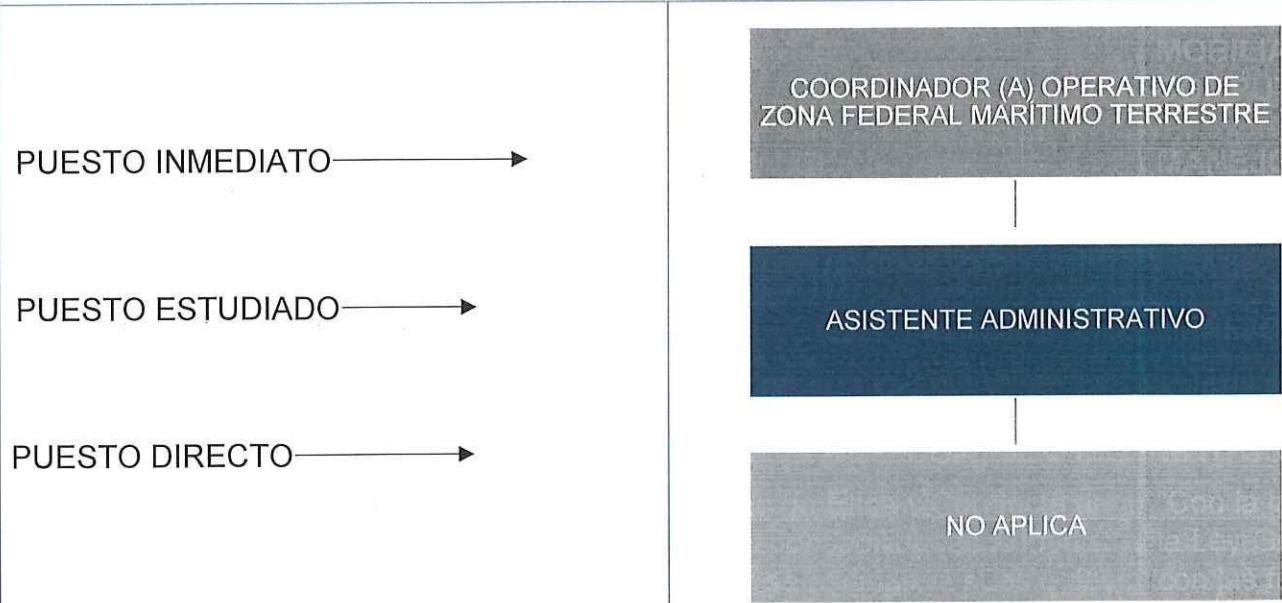 PUESTO INMEDIATO
COORDINADOR (A) OPERATIVO DE
ZONA FEDERAL MARÍTIMO TERRESTRE
PUESTO ESTUDIADO
ASISTENTE ADMINISTRATIVO
PUESTO DIRECTO
NO APLICA